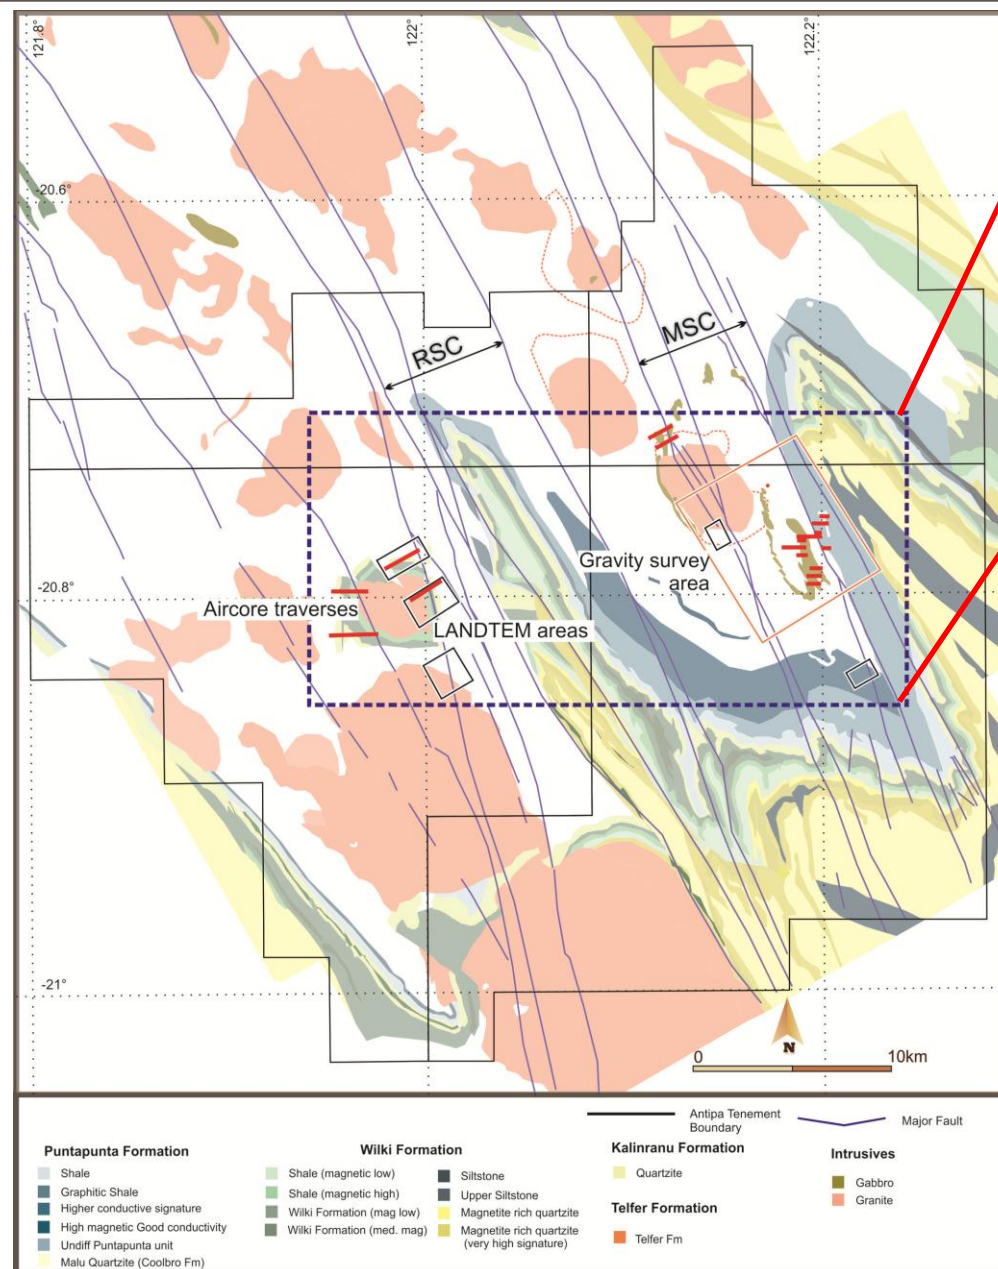 121.8°
122°
122.2°
-20.6°
RSC
MSC
Gravity survey
area
-20.8°
Aircore traverses
LANDTEM areas
-21°
N
0
10km
Antipa Tenement
Boundary
Major Fault
Puntapunta Formation
Shale
Graphitic Shale
Higher conductive signature
High magnetic Good conductivity
Undiff Puntapunta unit
Malu Quartzite (Coolbro Fm)
Wilki Formation
Shale (magnetic low)
Shale (magnetic high)
Wilki Formation (mag low)
Wilki Formation (med. mag)
Siltstone
Upper Siltstone
Magnetite rich quartzite
Magnetite rich quartzite
(very high signature)
Kalinranu Formation
Quartzite
Telfer Formation
Telfer Fm
Intrusives
Gabbro
Granite